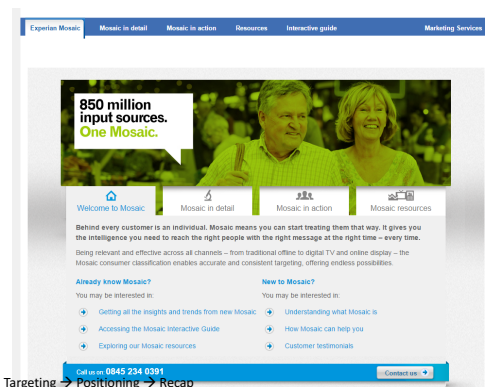 Experian Mosaic Mosaic in detail Mosaic in action Resources Interactive guide Marketing Services
850 million
input sources.
One Mosaic.
Welcome to Mosaic Mosaic in detail Mosaic in action Mosaic resources
Behind every customer is an individual. Mosaic means you can start treating them that way. It gives you
the intelligence you need to reach the right people with the right message at the right time – every time.
Being relevant and effective across all channels – from traditional offline to digital TV and online display – the
Mosaic consumer classification enables accurate and consistent targeting, offering endless possibilities.
Already know Mosaic? New to Mosaic?
You may be interested in: You may be interested in:
Getting all the insights and trends from new Mosaic Understanding what Mosaic is
Accessing the Mosaic Interactive Guide How Mosaic can help you
Exploring our Mosaic resources Customer testimonials
Call us on: 0845 234 0391 Contact us
Targeting → Positioning → Recap